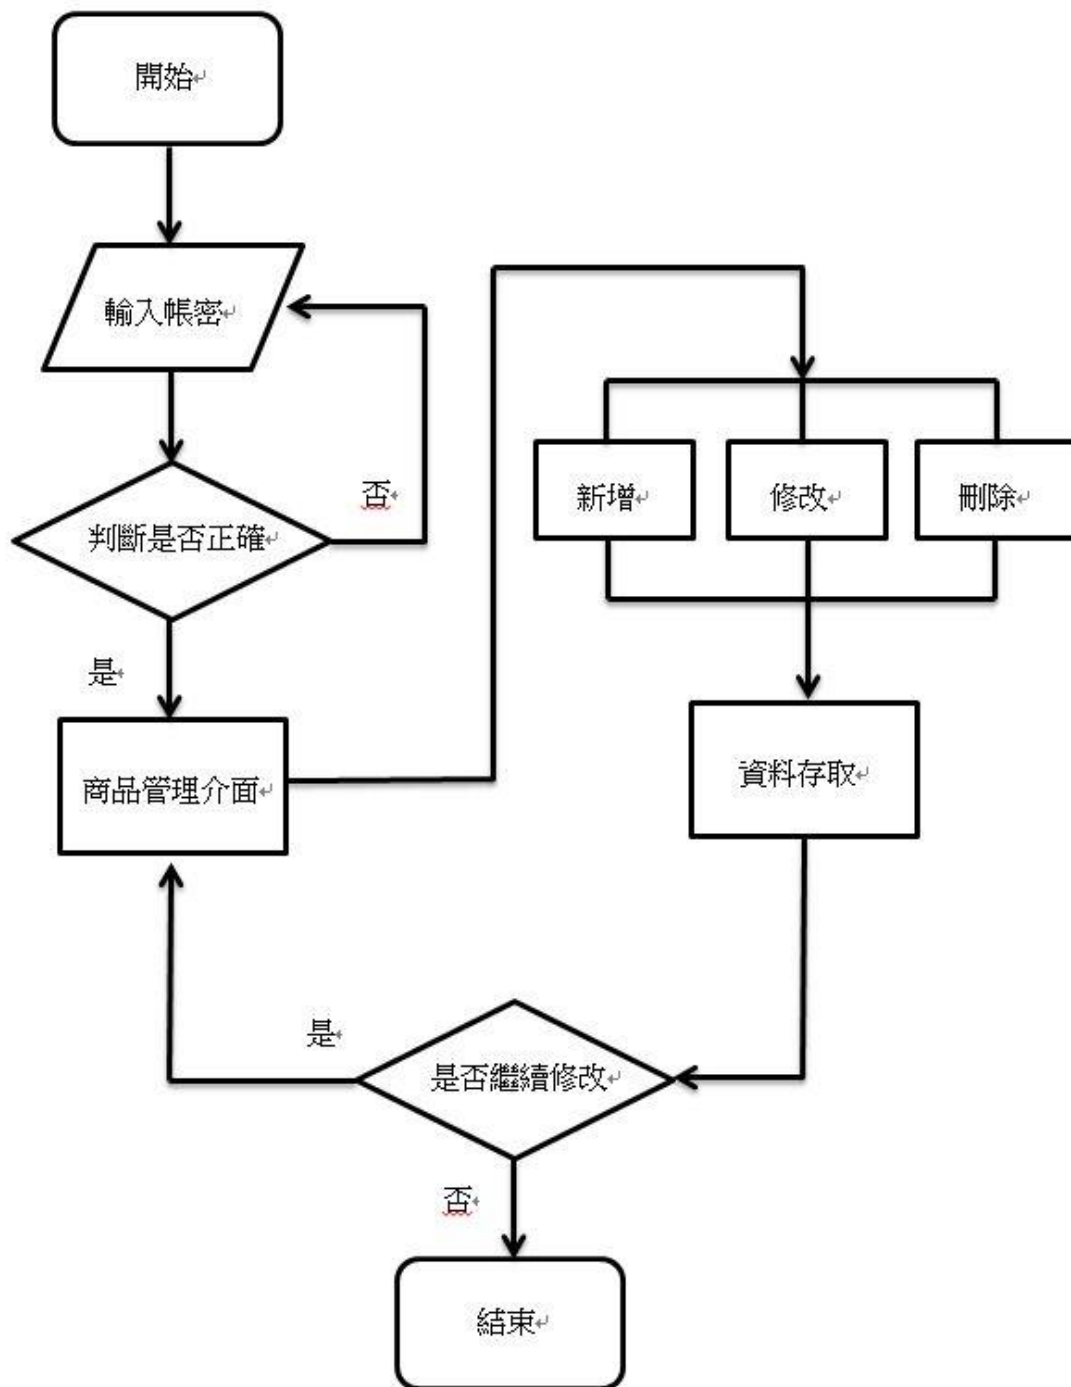 開始
輸入帳密
否
判斷是否正確
是
商品管理介面
新增
修改
刪除
資料存取
是
是否繼續修改
否
結束